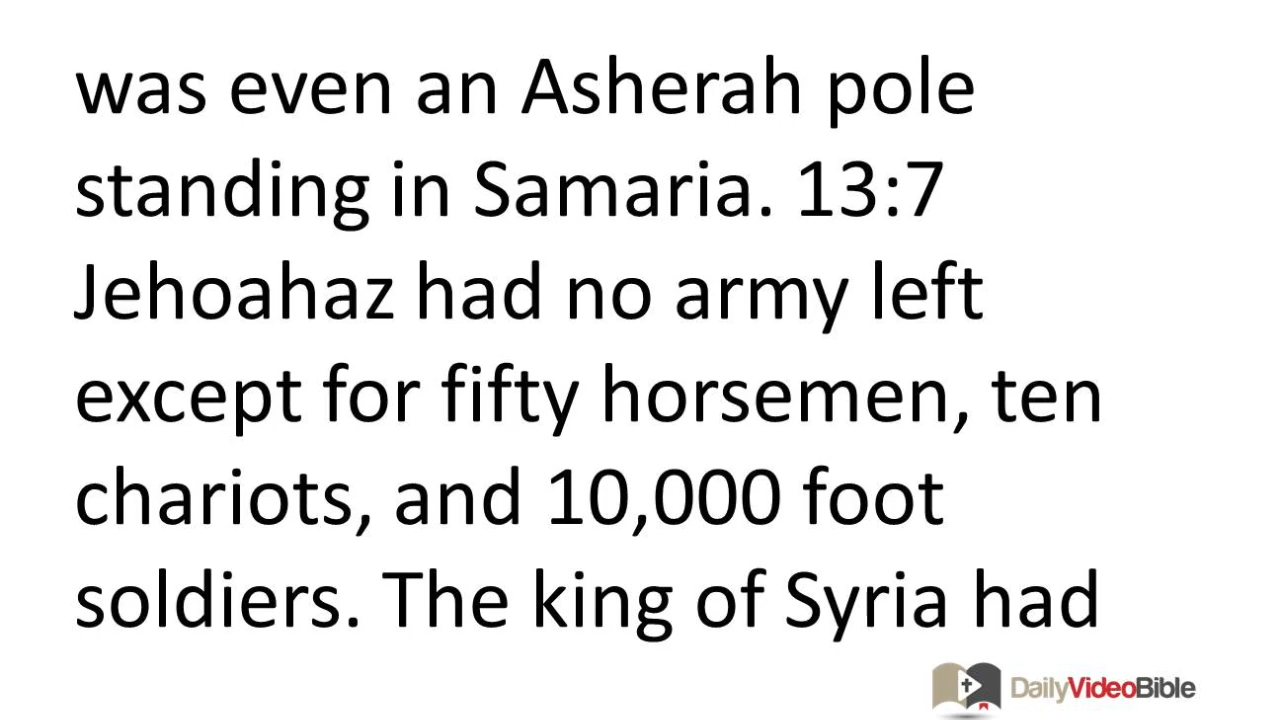 was even an Asherah pole
standing in Samaria. 13:7
Jehoahaz had no army left
except for fifty horsemen, ten
chariots, and 10,000 foot
soldiers. The king of Syria had
DailyVideoBible